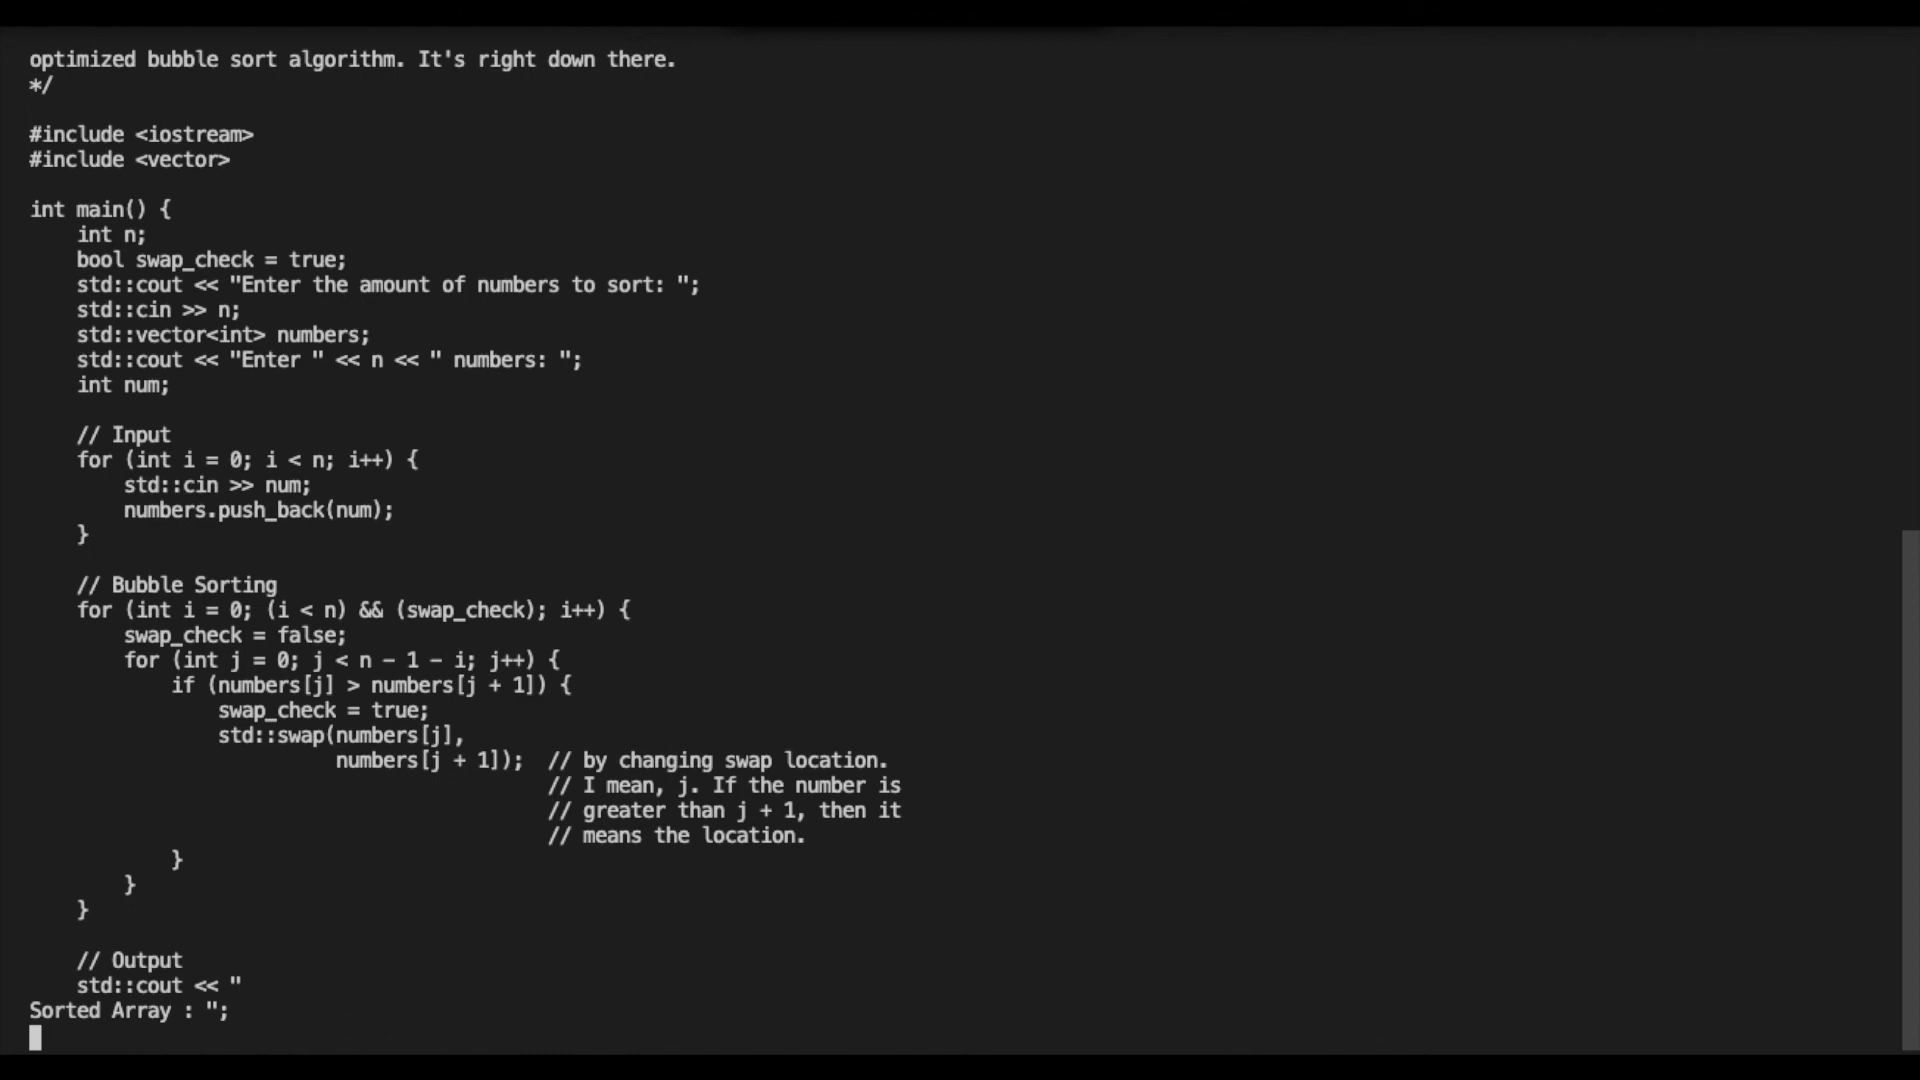 optimized bubble sort algorithm. It's right down there.
*/

#include <iostream>
#include <vector>

int main() {
    int n;
    bool swap_check = true;
    std::cout << "Enter the amount of numbers to sort: ";
    std::cin >> n;
    std::vector<int> numbers;
    std::cout << "Enter " << n << " numbers: ";
    int num;

    // Input
    for (int i = 0; i < n; i++) {
        std::cin >> num;
        numbers.push_back(num);
    }

    // Bubble Sorting
    for (int i = 0; (i < n) && (swap_check); i++) {
        swap_check = false;
        for (int j = 0; j < n - 1 - i; j++) {
            if (numbers[j] > numbers[j + 1]) {
                swap_check = true;
                std::swap(numbers[j],
                          numbers[j + 1]);  // by changing swap location.
                                            // I mean, j. If the number is
                                            // greater than j + 1, then it
                                            // means the location.
            }
        }
    }

    // Output
    std::cout << "
Sorted Array : ";